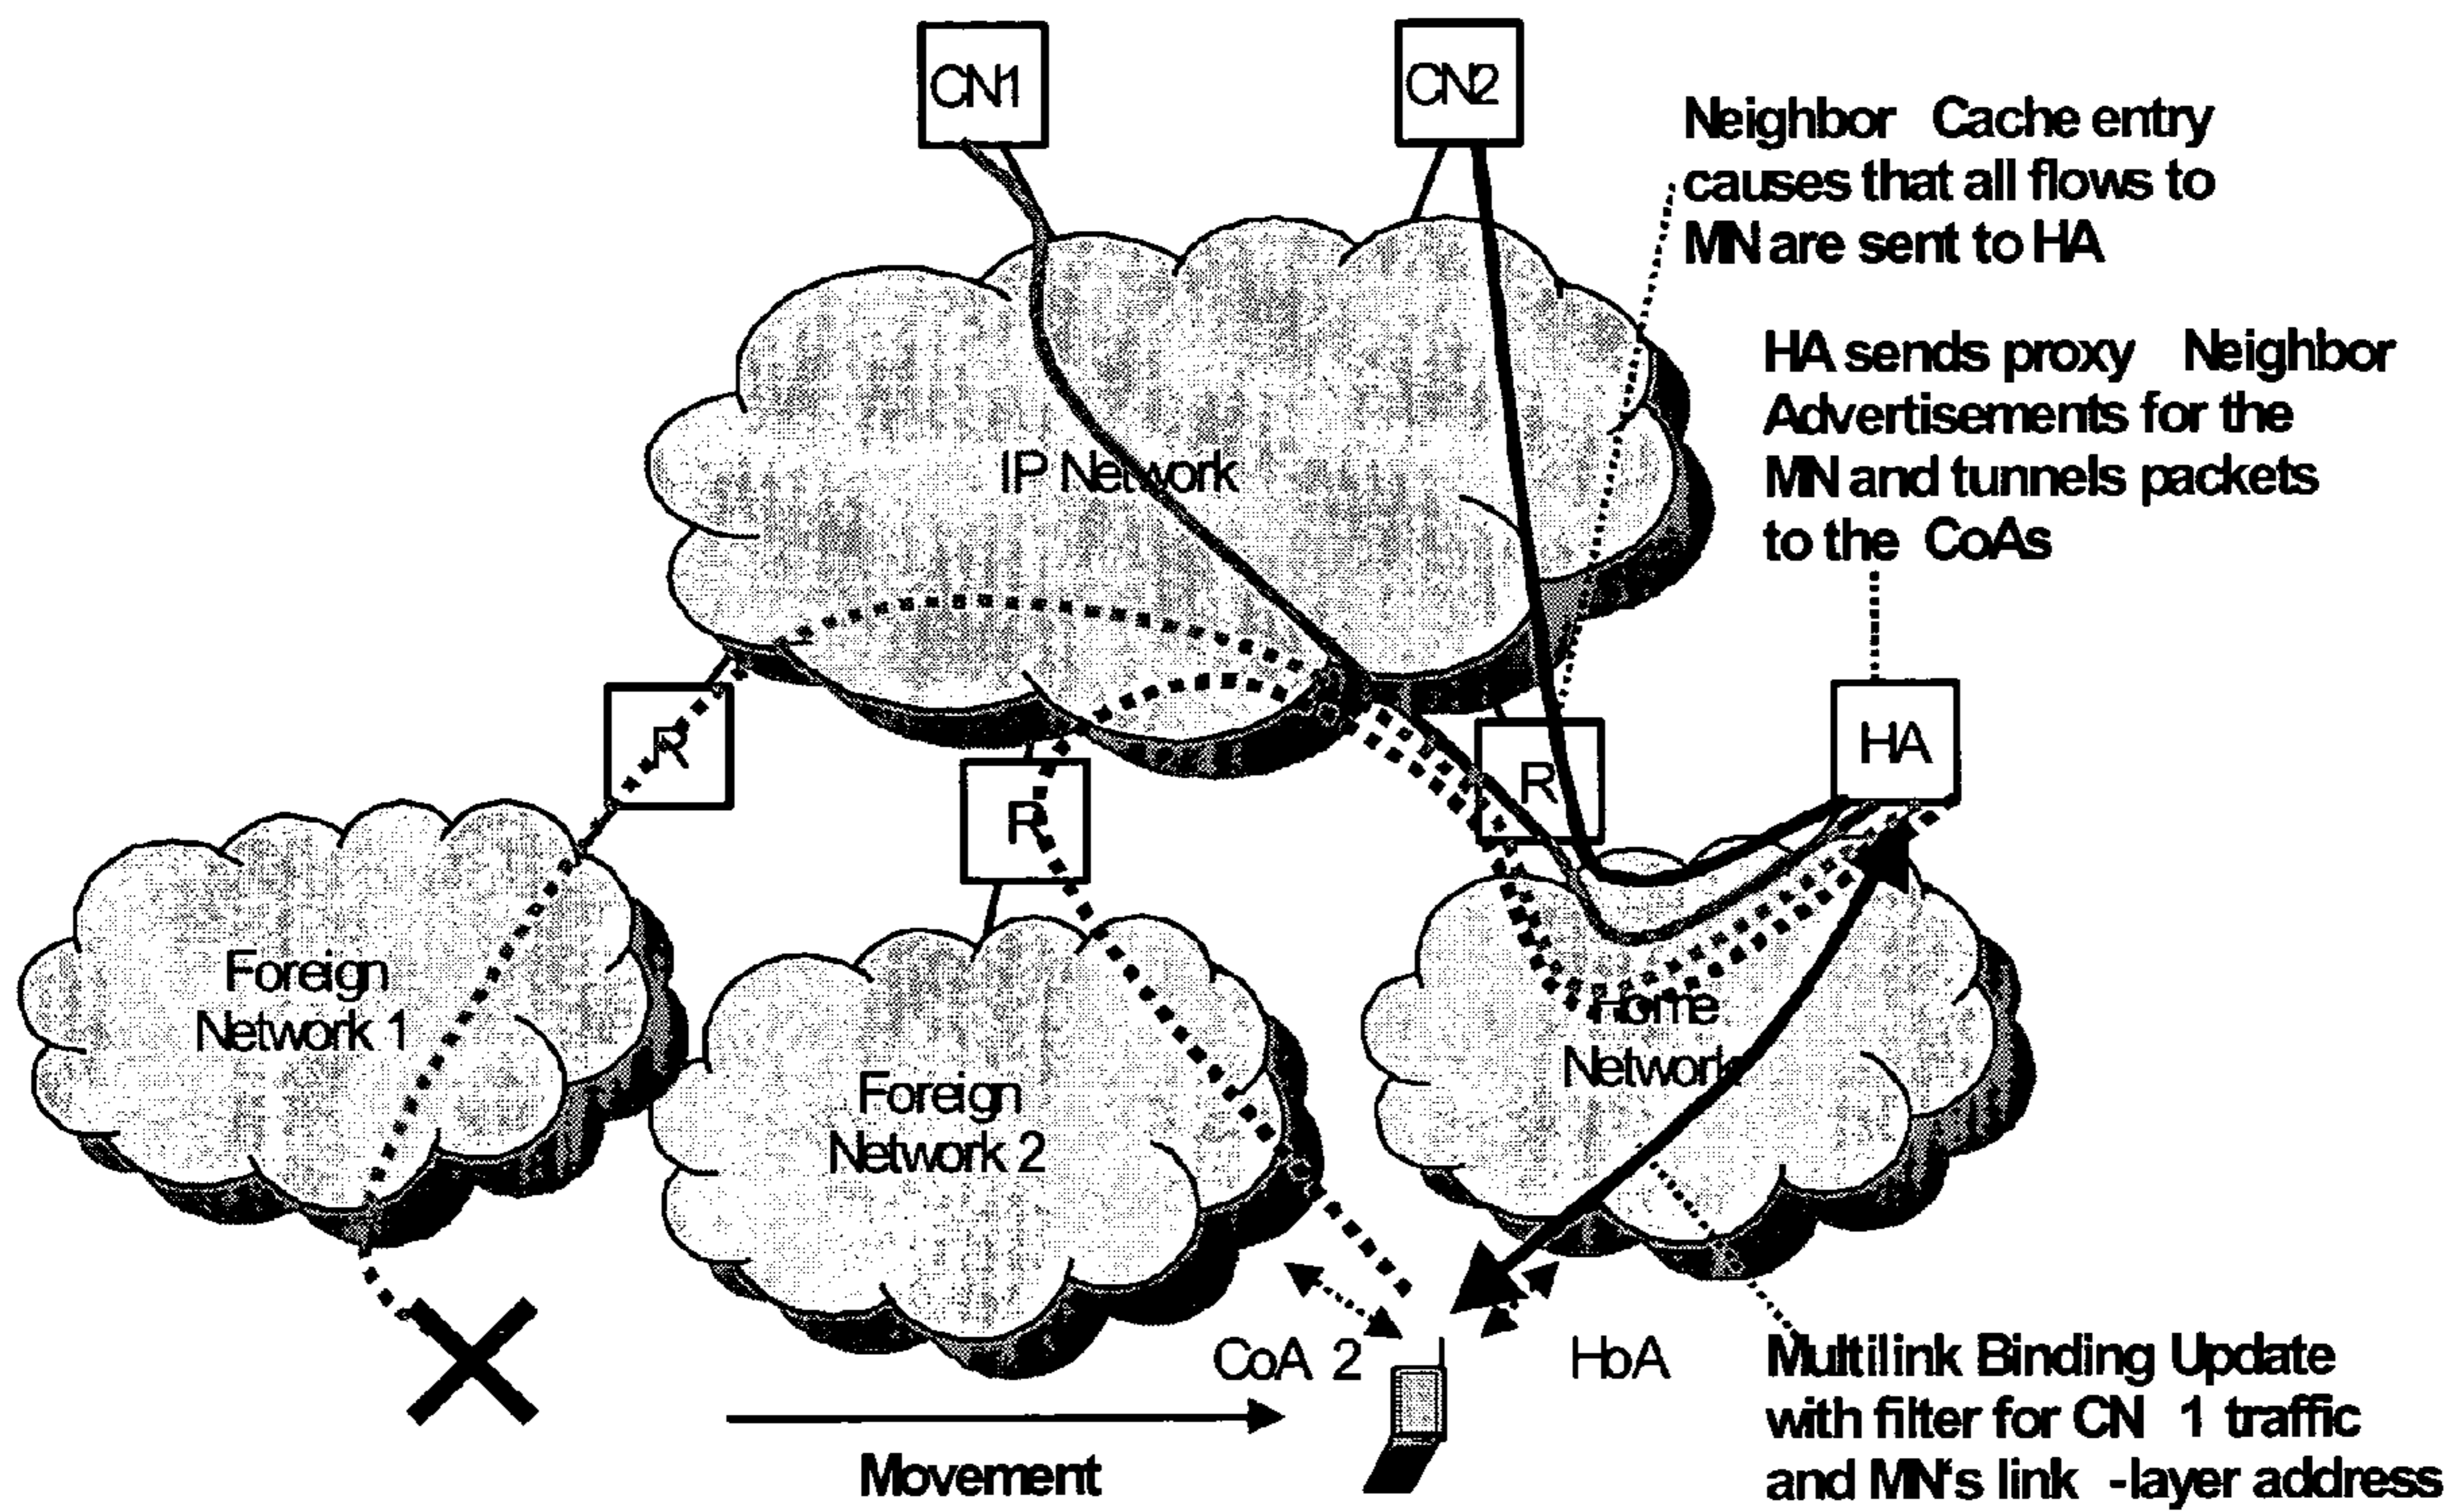 CN1
CN2
Neighbor Cache entry
causes that all flows to
MN are sent to HA
HA sends proxy Neighbor
Advertisements for the
MN and tunnels packets
to the CoAs
IP Network
R
R
R
HA
Foreign
Network 1
Foreign
Network 2
Home
Network
CoA 2
HoA
Movement
Multilink Binding Update
with filter for CN 1 traffic
and MN's link -layer address